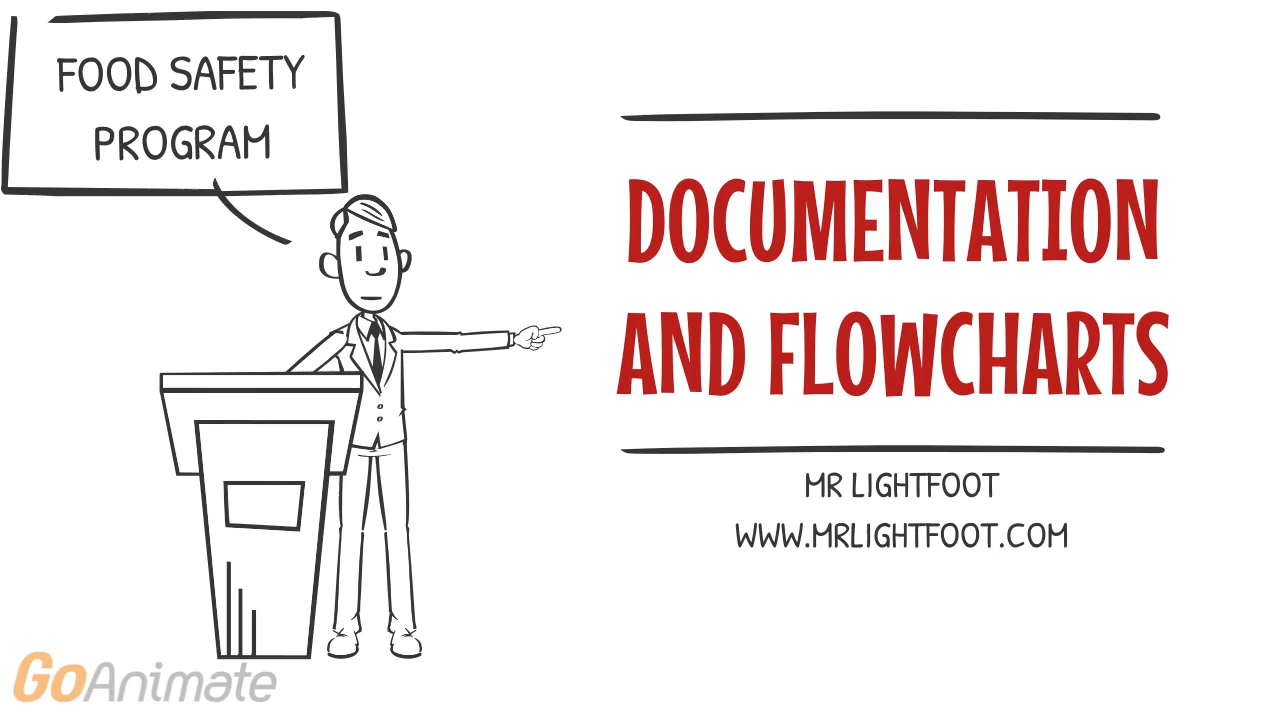 FOOD SAFETY
PROGRAM
DOCUMENTATION
AND FLOWCHARTS
MR LIGHTFOOT
WWW.MRLIGHTFOOT.COM
GoAnimate